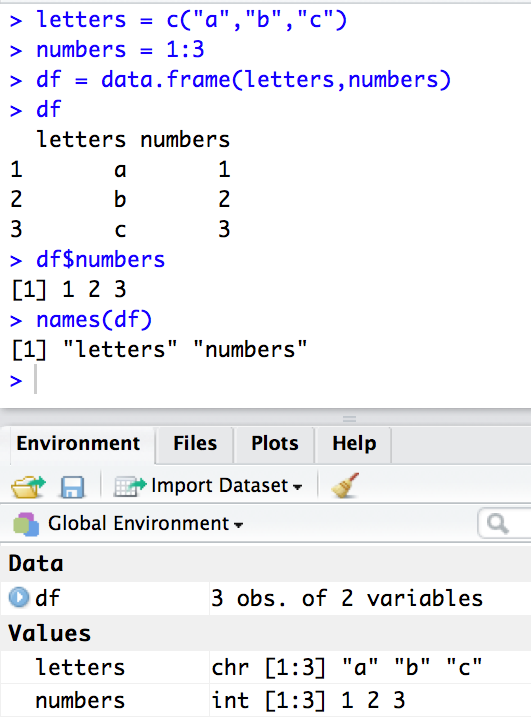 > letters = c("a","b","c")
> numbers = 1:3
> df = data.frame(letters,numbers)
> df
  letters numbers
1       a       1
2       b       2
3       c       3
> df$numbers
[1] 1 2 3
> names(df)
[1] "letters" "numbers"
>
Environment Files Plots Help
Import Dataset
Global Environment
Data
df 3 obs. of 2 variables
Values
letters chr [1:3] "a" "b" "c"
numbers int [1:3] 1 2 3